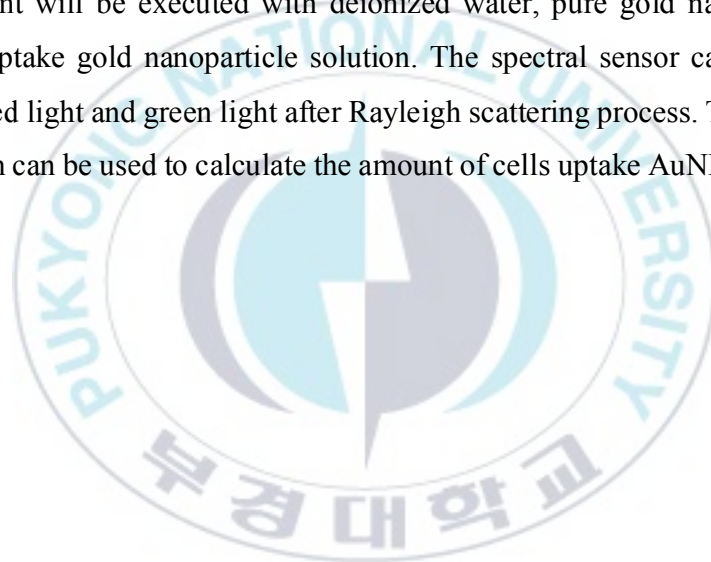 nt will be executed with deionized water, pure gold na
ptake gold nanoparticle solution. The spectral sensor ca
ed light and green light after Rayleigh scattering process. T
n can be used to calculate the amount of cells uptake AuN
PUKYONG NATIONAL UNIVERSITY
부경대학교